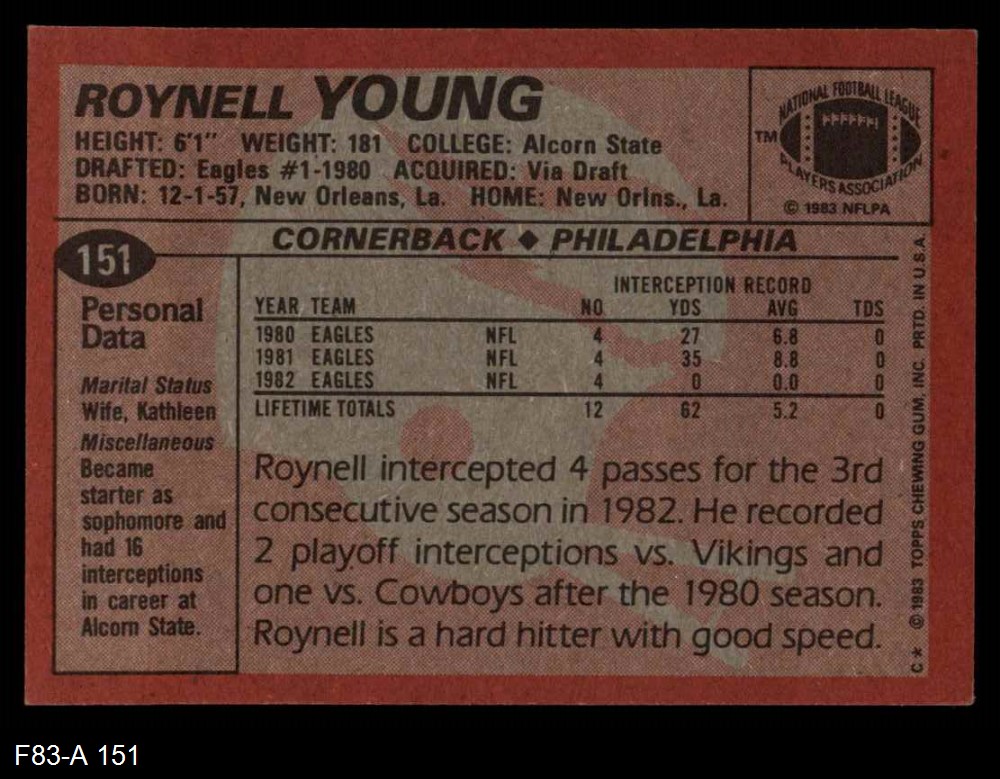 ROYNELL YOUNG
HEIGHT: 6'1" WEIGHT: 181 COLLEGE: Alcorn State
DRAFTED: Eagles #1-1980 ACQUIRED: Via Draft
BORN: 12-1-57, New Orleans, La. HOME: New Orlns., La.
NATIONAL FOOTBALL LEAGUE
TM
PLAYERS ASSOCIATION
© 1983 NFLPA
151
CORNERBACK ◆ PHILADELPHIA
Personal
Data
Marital Status
Wife, Kathleen
Miscellaneous
Became
starter as
sophomore and
had 16
interceptions
in career at
Alcorn State.
INTERCEPTION RECORD
YEAR TEAM NO. YDS AVG TDS
1980 EAGLES NFL 4 27 6.8 0
1981 EAGLES NFL 4 35 8.8 0
1982 EAGLES NFL 4 0 0.0 0
LIFETIME TOTALS 12 62 5.2 0
Roynell intercepted 4 passes for the 3rd
consecutive season in 1982. He recorded
2 playoff interceptions vs. Vikings and
one vs. Cowboys after the 1980 season.
Roynell is a hard hitter with good speed.
C* © 1983 TOPPS CHEWING GUM, INC. PRTD. IN U.S.A.
F83-A 151